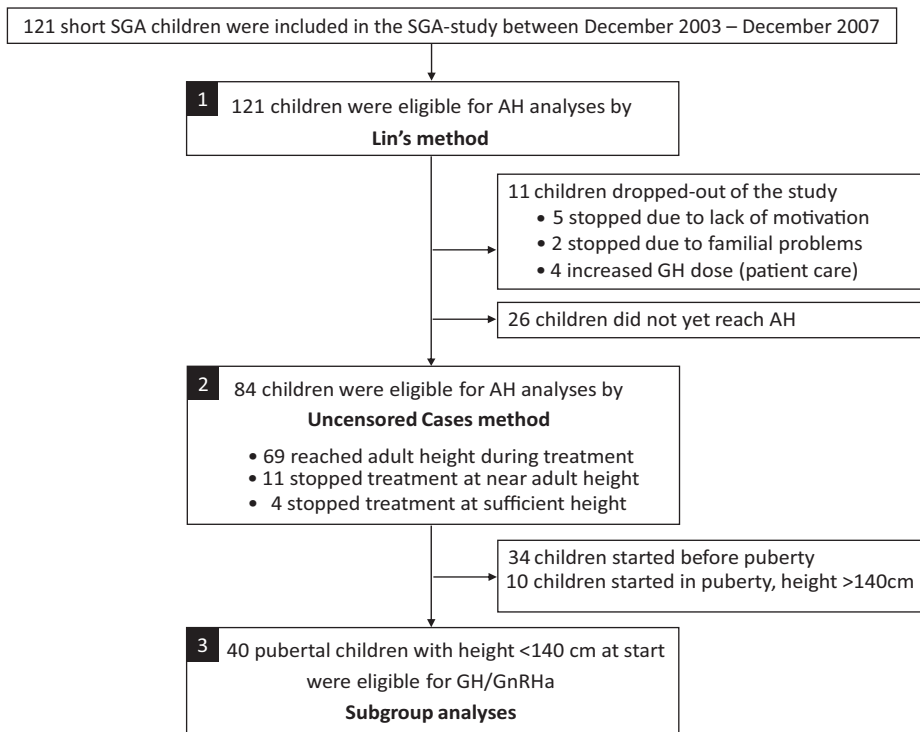 121 short SGA children were included in the SGA-study between December 2003 – December 2007
1
121 children were eligible for AH analyses by
Lin's method
11 children dropped-out of the study
• 5 stopped due to lack of motivation
• 2 stopped due to familial problems
• 4 increased GH dose (patient care)
26 children did not yet reach AH
2
84 children were eligible for AH analyses by
Uncensored Cases method
• 69 reached adult height during treatment
• 11 stopped treatment at near adult height
• 4 stopped treatment at sufficient height
34 children started before puberty
10 children started in puberty, height >140cm
3
40 pubertal children with height <140 cm at start
were eligible for GH/GnRHa
Subgroup analyses